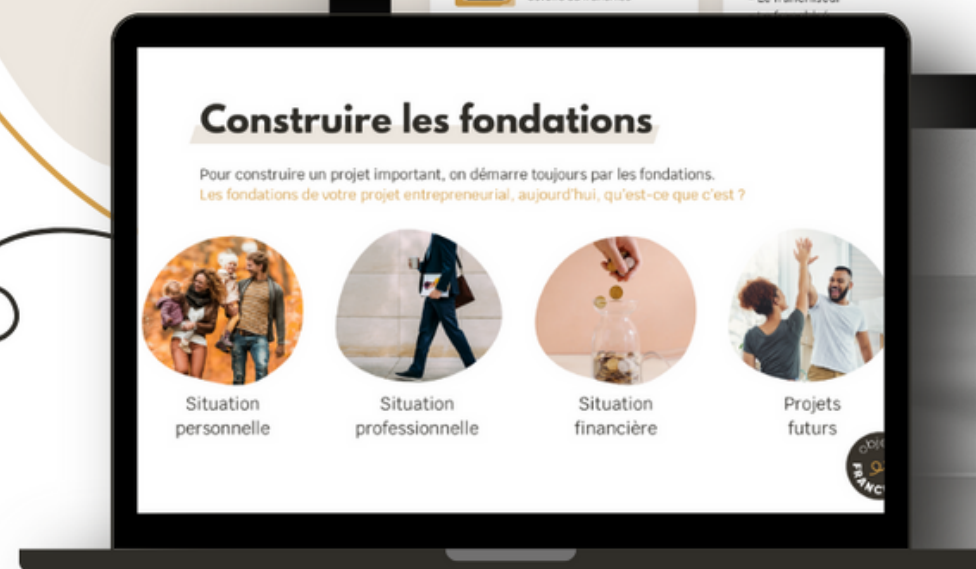 Construire les fondations
Pour construire un projet important, on démarre toujours par les fondations.
Les fondations de votre projet entrepreneurial, aujourd'hui, qu'est-ce que c'est ?
Situation
personnelle
Situation
professionnelle
Situation
financière
Projets
futurs